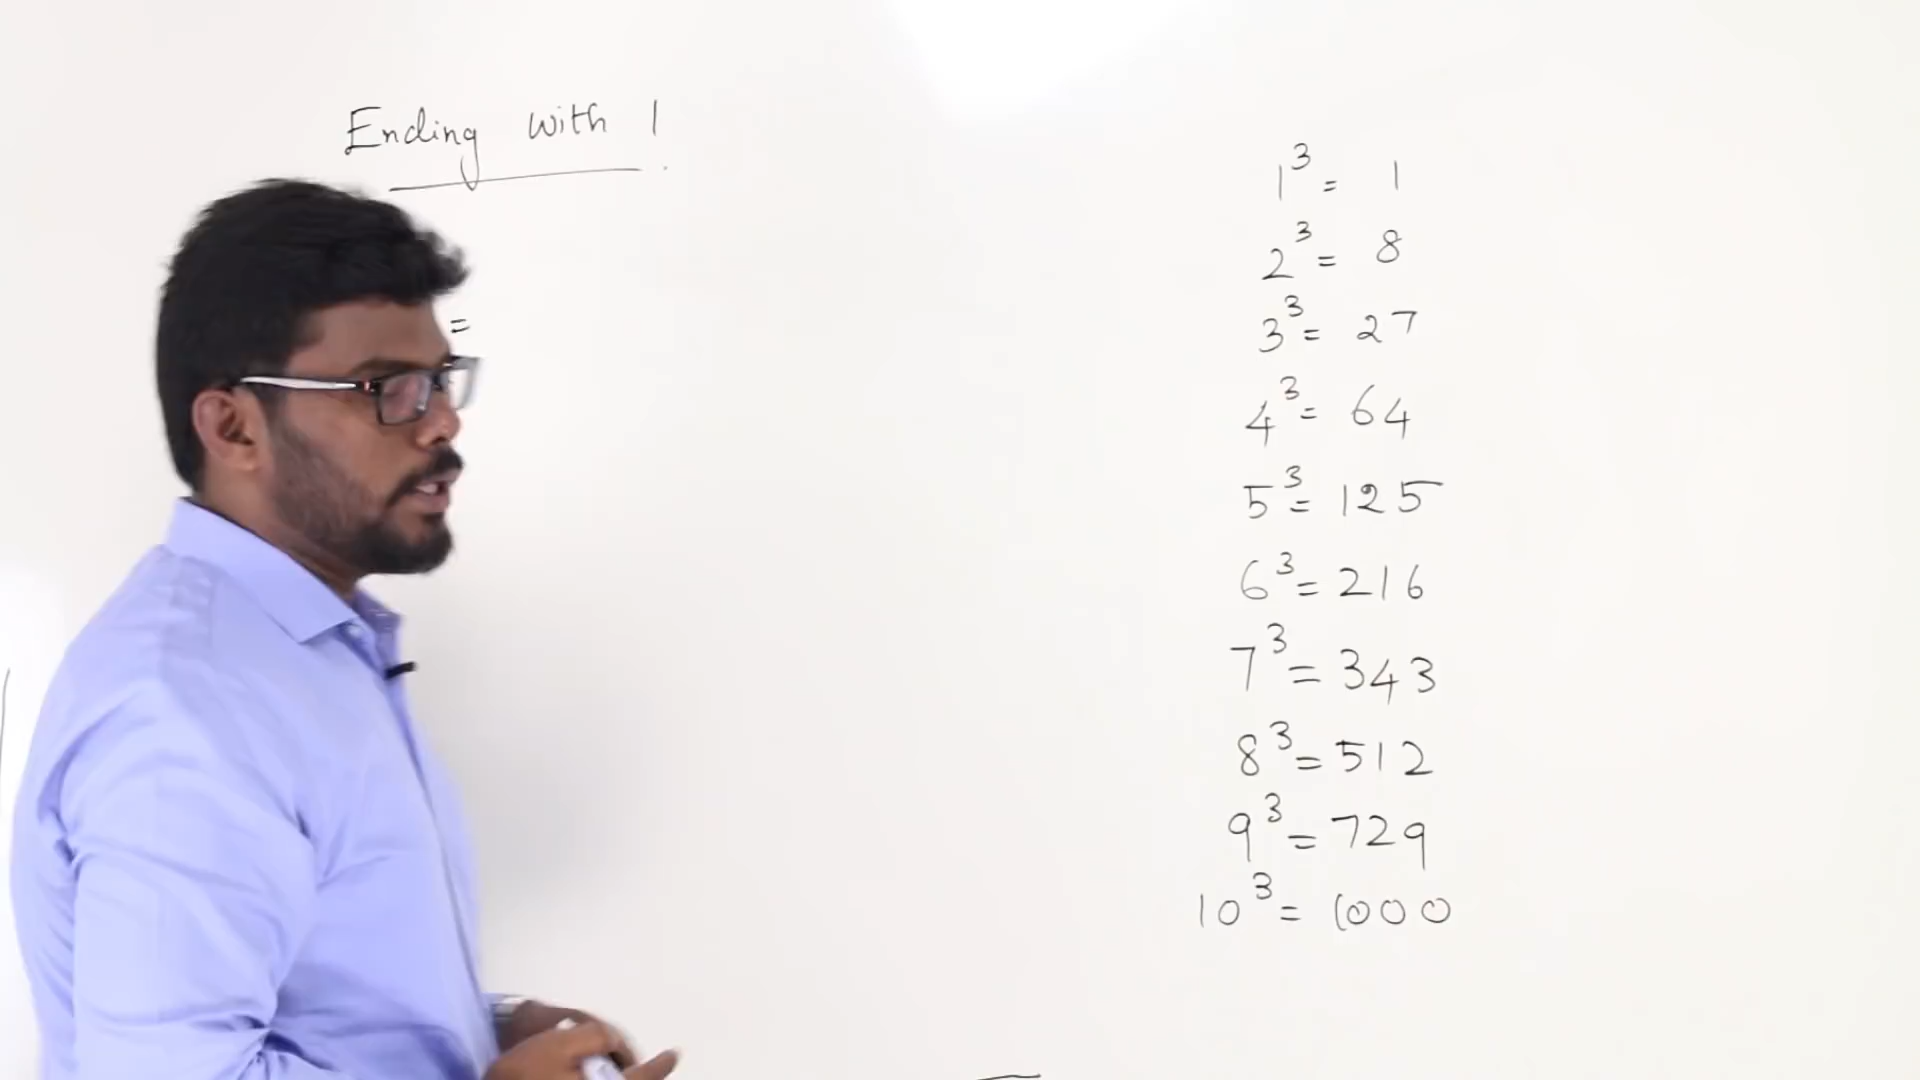 Ending with 1
=
1³ = 1
2³ = 8
3³ = 27
4³ = 64
5³ = 125
6³ = 216
7³ = 343
8³ = 512
9³ = 729
10³ = 1000